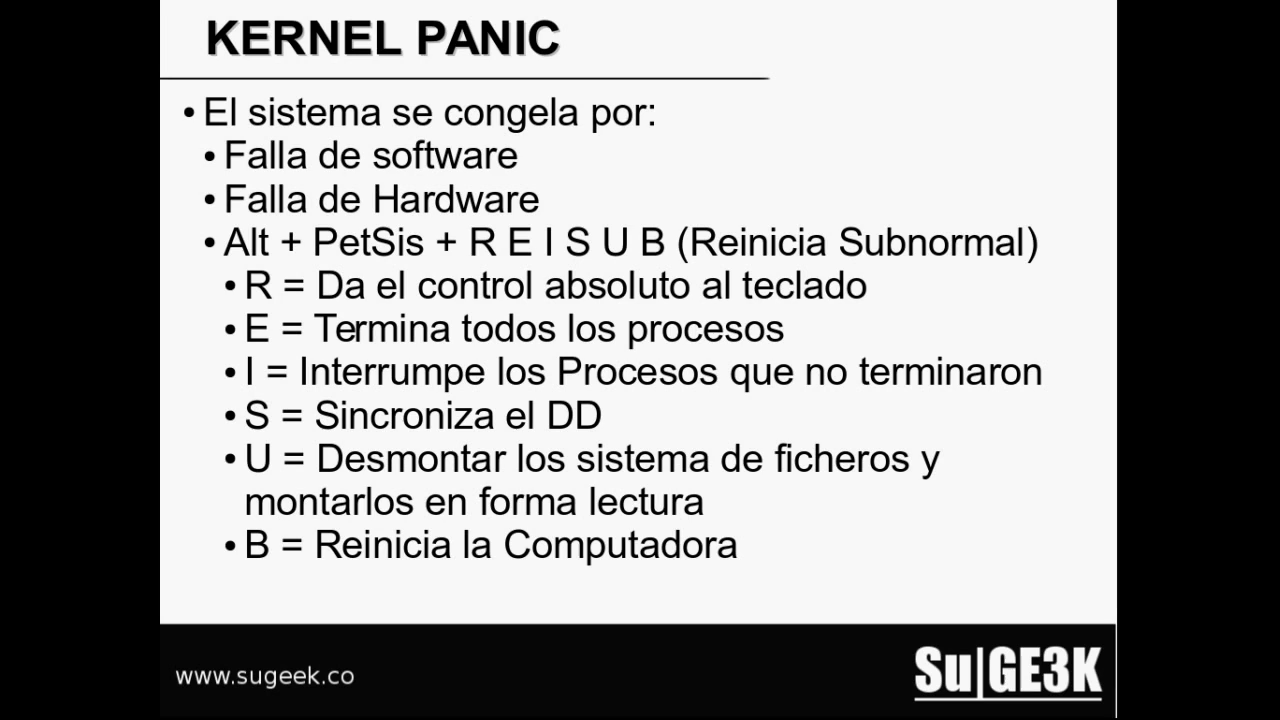 KERNEL PANIC
• El sistema se congela por:
• Falla de software
• Falla de Hardware
• Alt + PetSis + R E I S U B (Reinicia Subnormal)
• R = Da el control absoluto al teclado
• E = Termina todos los procesos
• I = Interrumpe los Procesos que no terminaron
• S = Sincroniza el DD
• U = Desmontar los sistema de ficheros y
montarlos en forma lectura
• B = Reinicia la Computadora
www.sugeek.co
Su|GE3K